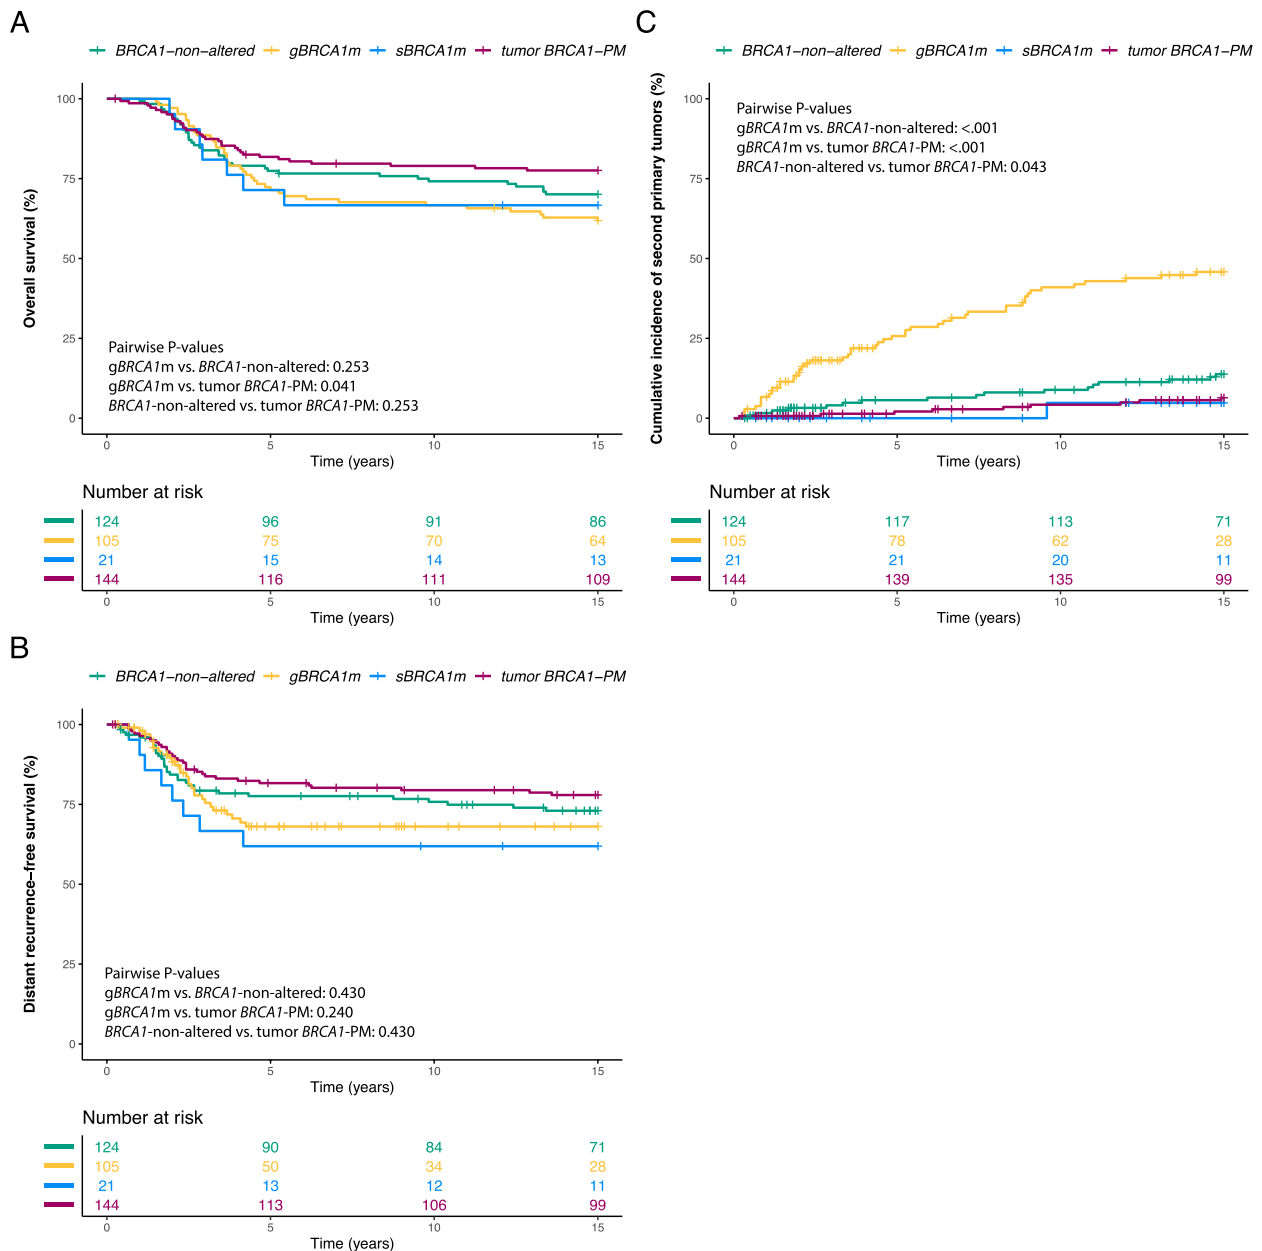 A
BRCA1−non−altered gBRCA1m sBRCA1m tumor BRCA1−PM
Overall survival (%)
100
75
50
25
0
Pairwise P-values
gBRCA1m vs. BRCA1-non-altered: 0.253
gBRCA1m vs. tumor BRCA1-PM: 0.041
BRCA1-non-altered vs. tumor BRCA1-PM: 0.253
0 5 10 15
Time (years)
Number at risk
124 96 91 86
105 75 70 64
21 15 14 13
144 116 111 109
0 5 10 15
Time (years)
C
BRCA1−non−altered gBRCA1m sBRCA1m tumor BRCA1−PM
Cumulative incidence of second primary tumors (%)
100
75
50
25
0
Pairwise P-values
gBRCA1m vs. BRCA1-non-altered: <.001
gBRCA1m vs. tumor BRCA1-PM: <.001
BRCA1-non-altered vs. tumor BRCA1-PM: 0.043
0 5 10 15
Time (years)
Number at risk
124 117 113 71
105 78 62 28
21 21 20 11
144 139 135 99
0 5 10 15
Time (years)
B
BRCA1−non−altered gBRCA1m sBRCA1m tumor BRCA1−PM
Distant recurrence−free survival (%)
100
75
50
25
0
Pairwise P-values
gBRCA1m vs. BRCA1-non-altered: 0.430
gBRCA1m vs. tumor BRCA1-PM: 0.240
BRCA1-non-altered vs. tumor BRCA1-PM: 0.430
0 5 10 15
Time (years)
Number at risk
124 90 84 71
105 50 34 28
21 13 12 11
144 113 106 99
0 5 10 15
Time (years)